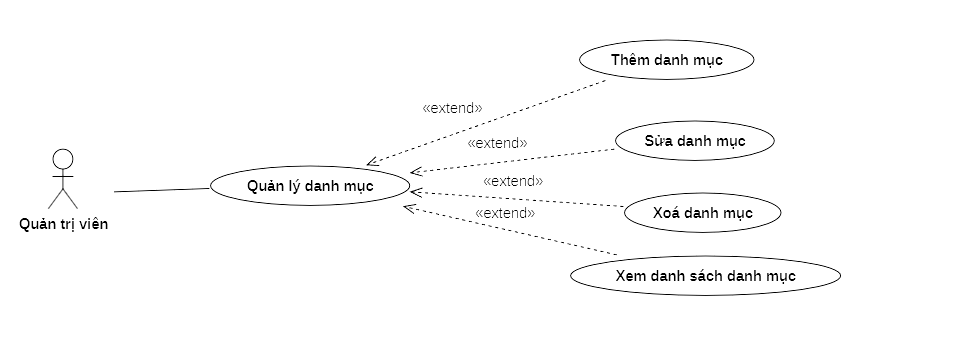 Thêm danh mục
«extend»
Sửa danh mục
«extend»
Quản lý danh mục
«extend»
Xoá danh mục
«extend»
Quản trị viên
Xem danh sách danh mục